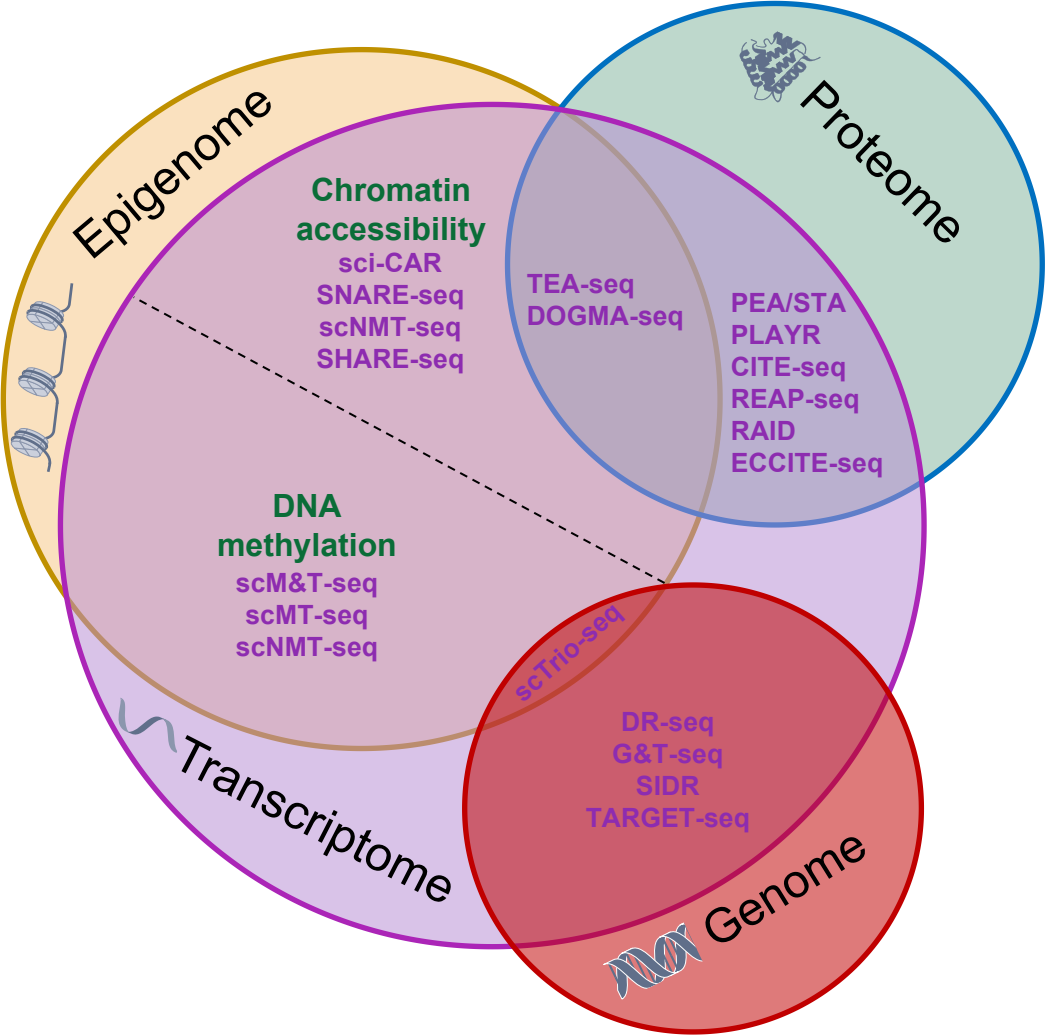 Epigenome
Proteome
Chromatin
accessibility
sci-CAR
SNARE-seq
scNMT-seq
SHARE-seq
TEA-seq
DOGMA-seq
PEA/STA
PLAYR
CITE-seq
REAP-seq
RAID
ECCITE-seq
DNA
methylation
scM&T-seq
scMT-seq
scNMT-seq
scTrio-seq
DR-seq
G&T-seq
SIDR
TARGET-seq
Transcriptome
Genome